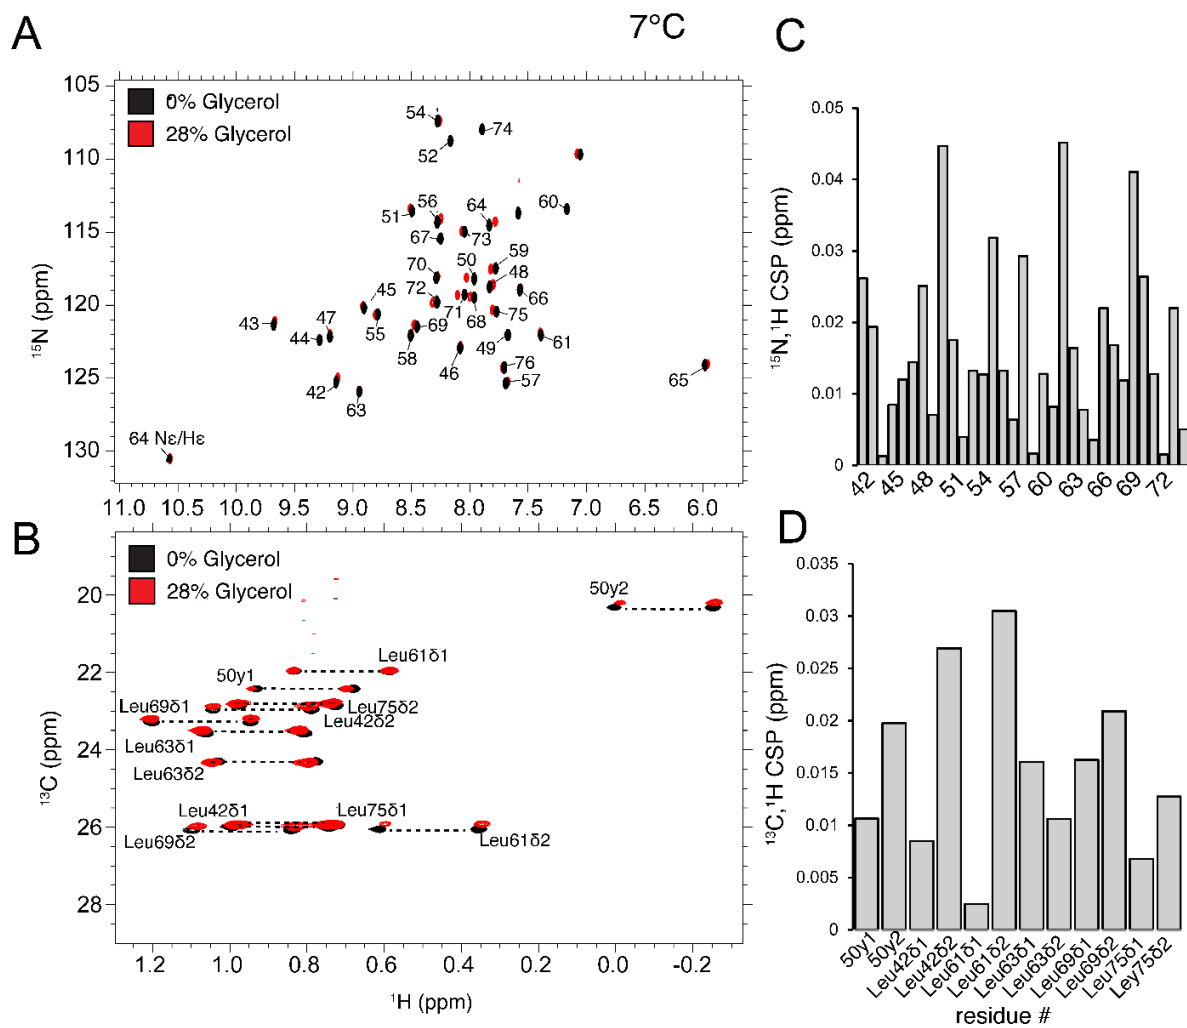 A
7°C
0% Glycerol
28% Glycerol
105
110
115
120
125
130
¹⁵N (ppm)
54
74
52
56
64
60
51
67
73
59
50
70
48
45
72
66
71
68
43
47
75
44
55
69
49
61
58
46
76
42
57
65
63
64 Nε/Hε
11.0 10.0 9.0 8.5 8.0 7.5 7.0 6.5 6.0
B
0% Glycerol
28% Glycerol
20
22
24
26
28
¹³C (ppm)
50y2
Leu61δ1
50y1
Leu69δ1
Leu75δ2
Leu42δ2
Leu63δ1
Leu63δ2
Leu42δ1
Leu75δ1
Leu69δ2
Leu61δ2
1.2 1.0 0.8 0.6 0.4 0.2 0.0 -0.2
¹H (ppm)
C
0.05
0.04
0.03
0.02
0.01
0
¹⁵N,¹H CSP (ppm)
42 45 48 51 54 57 60 63 66 69 72
D
0.035
0.03
0.025
0.02
0.015
0.01
0.005
0
¹³C,¹H CSP (ppm)
50y1 50y2 Leu42δ1 Leu42δ2 Leu61δ1 Leu61δ2 Leu63δ1 Leu63δ2 Leu69δ1 Leu69δ2 Leu75δ1 Ley75δ2
residue #